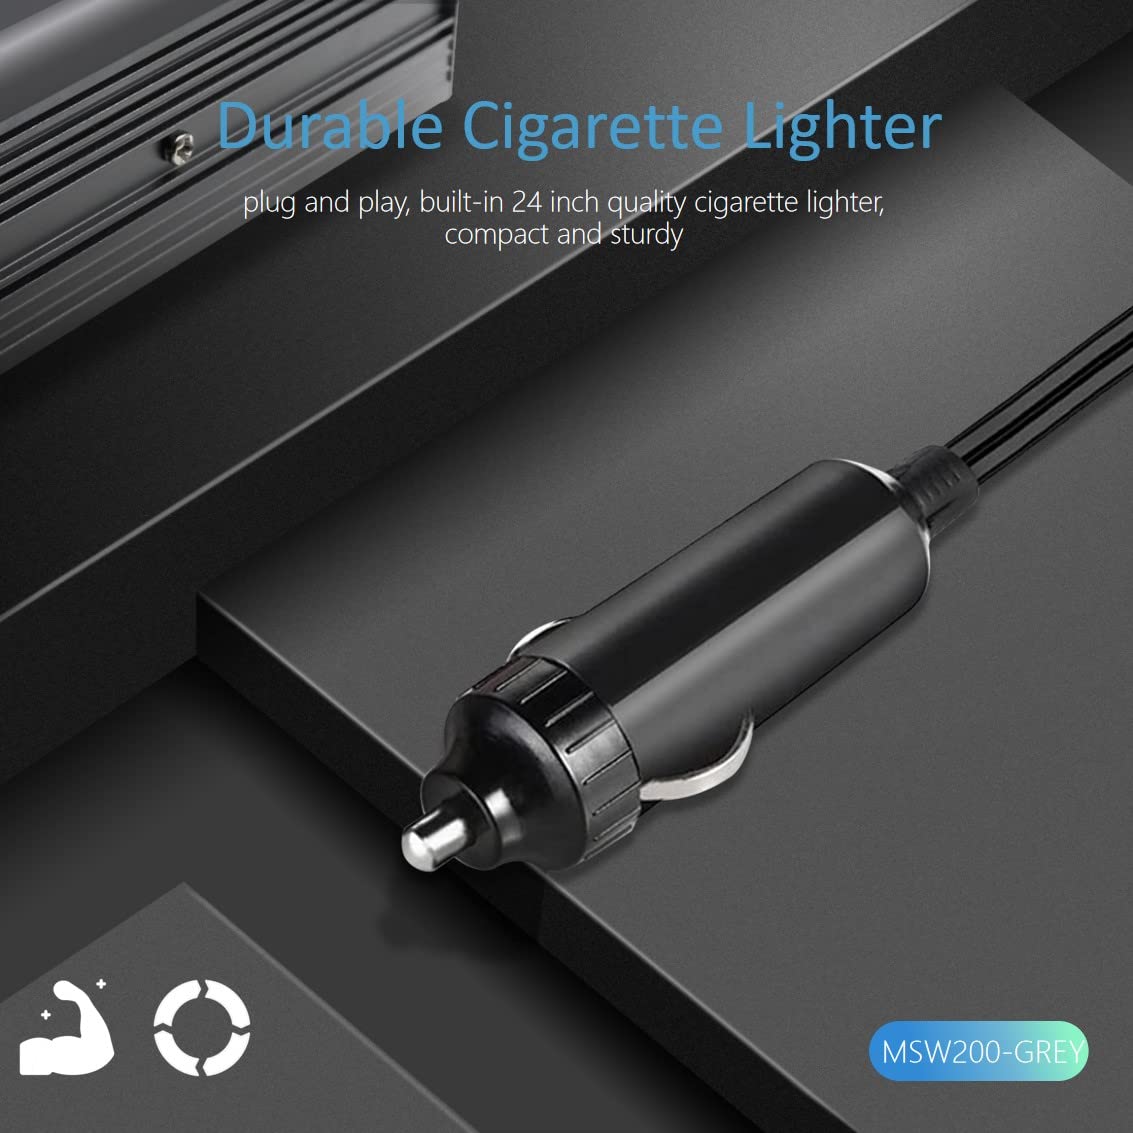 Durable Cigarette Lighter
plug and play, built-in 24 inch quality cigarette lighter,
compact and sturdy
MSW200-GREY